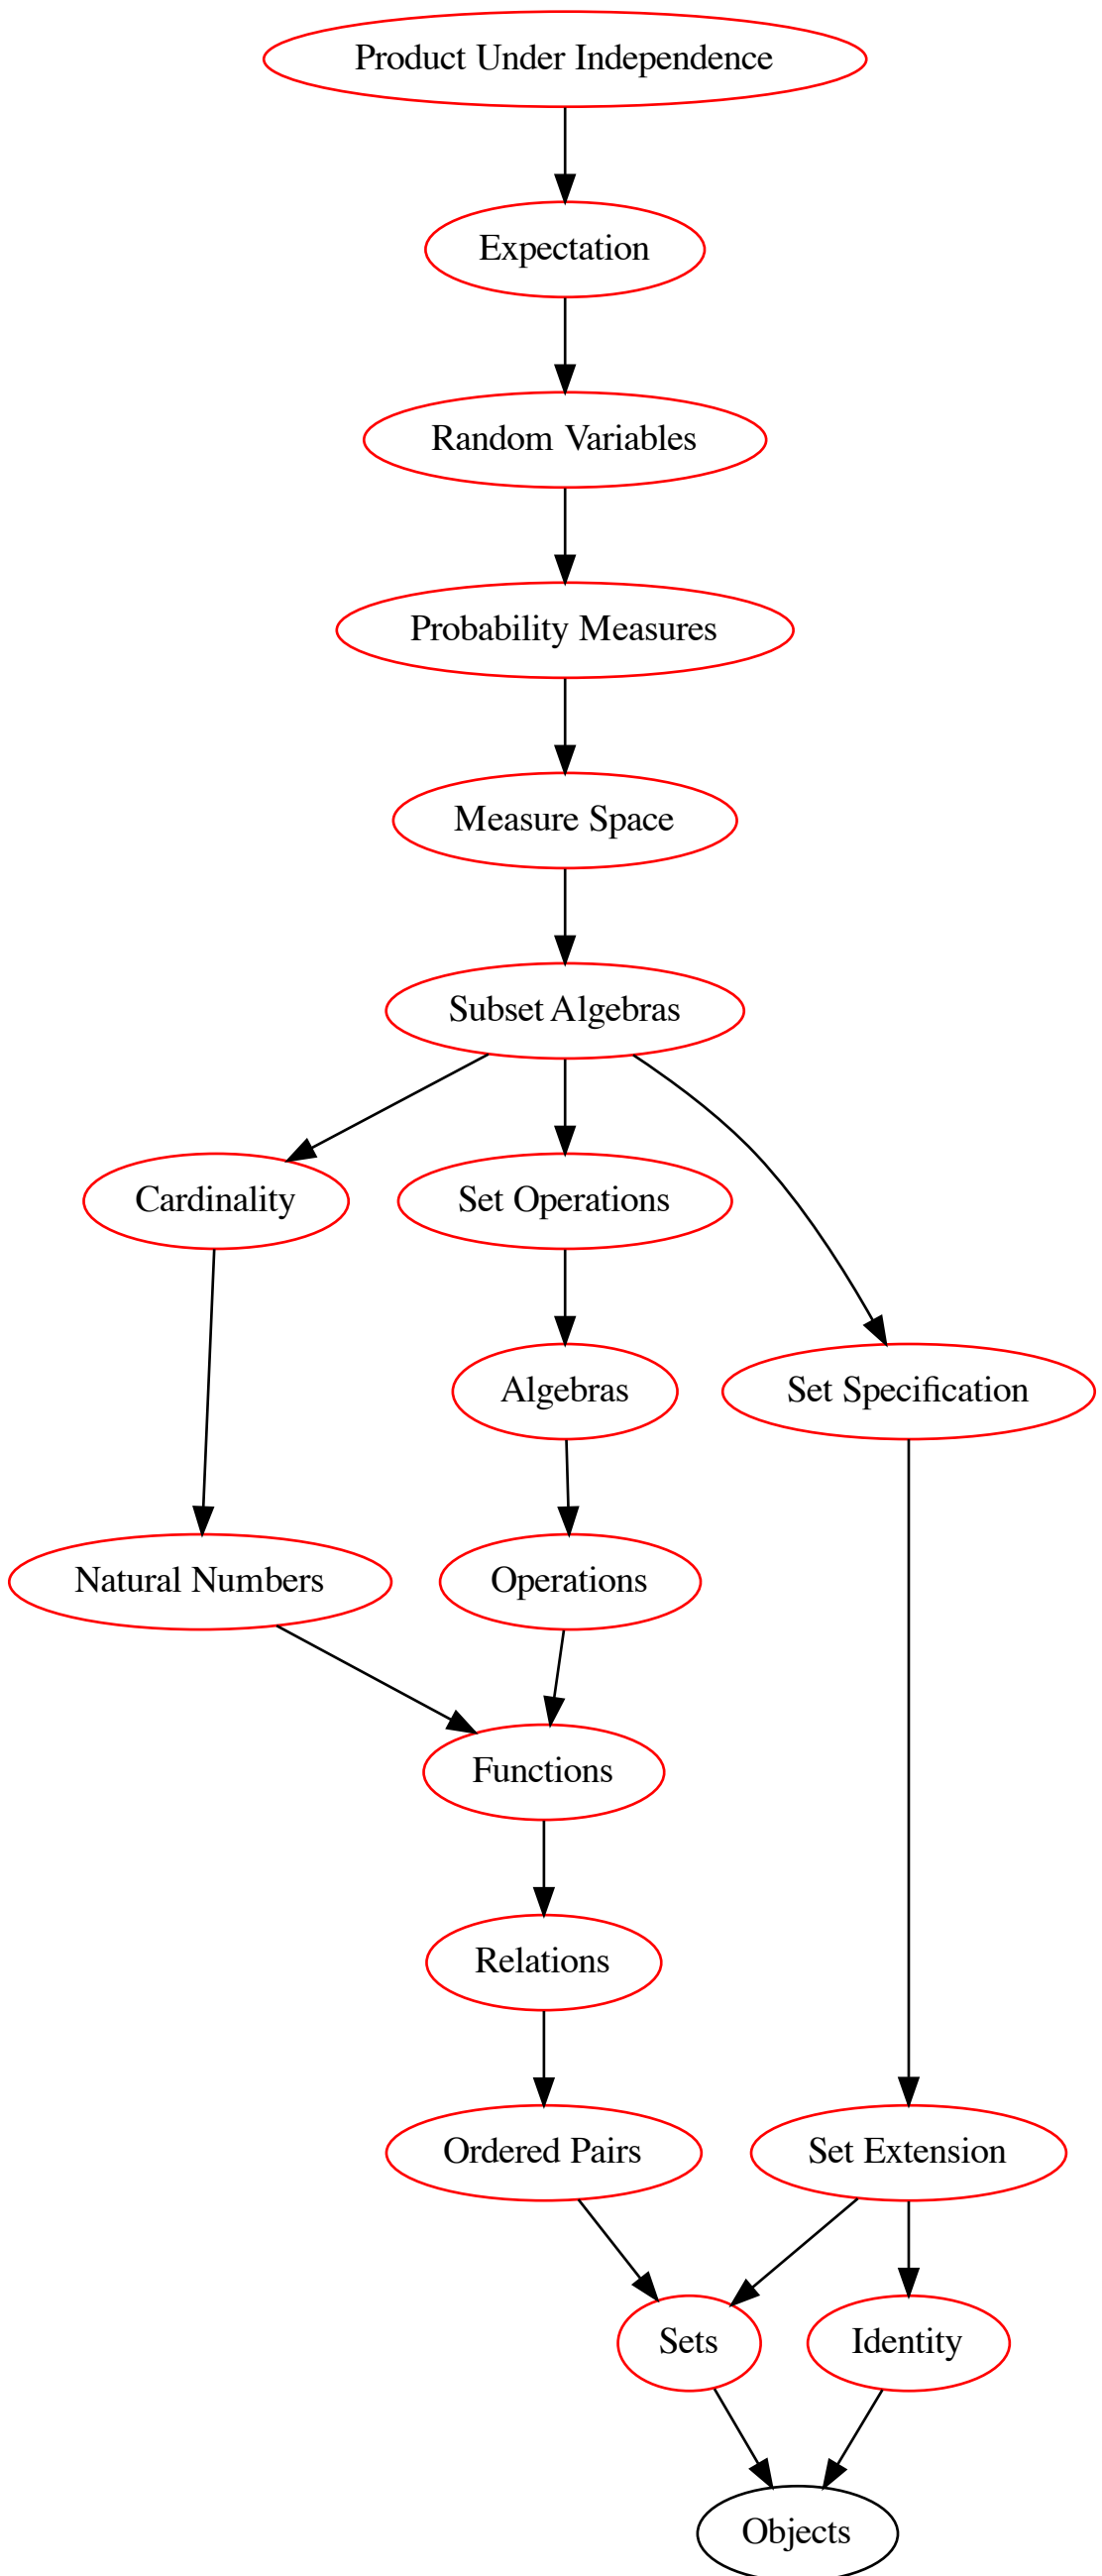 Product Under Independence
Expectation
Random Variables
Probability Measures
Measure Space
Subset Algebras
Cardinality
Set Operations
Algebras
Set Specification
Natural Numbers
Operations
Functions
Relations
Ordered Pairs
Set Extension
Sets
Identity
Objects